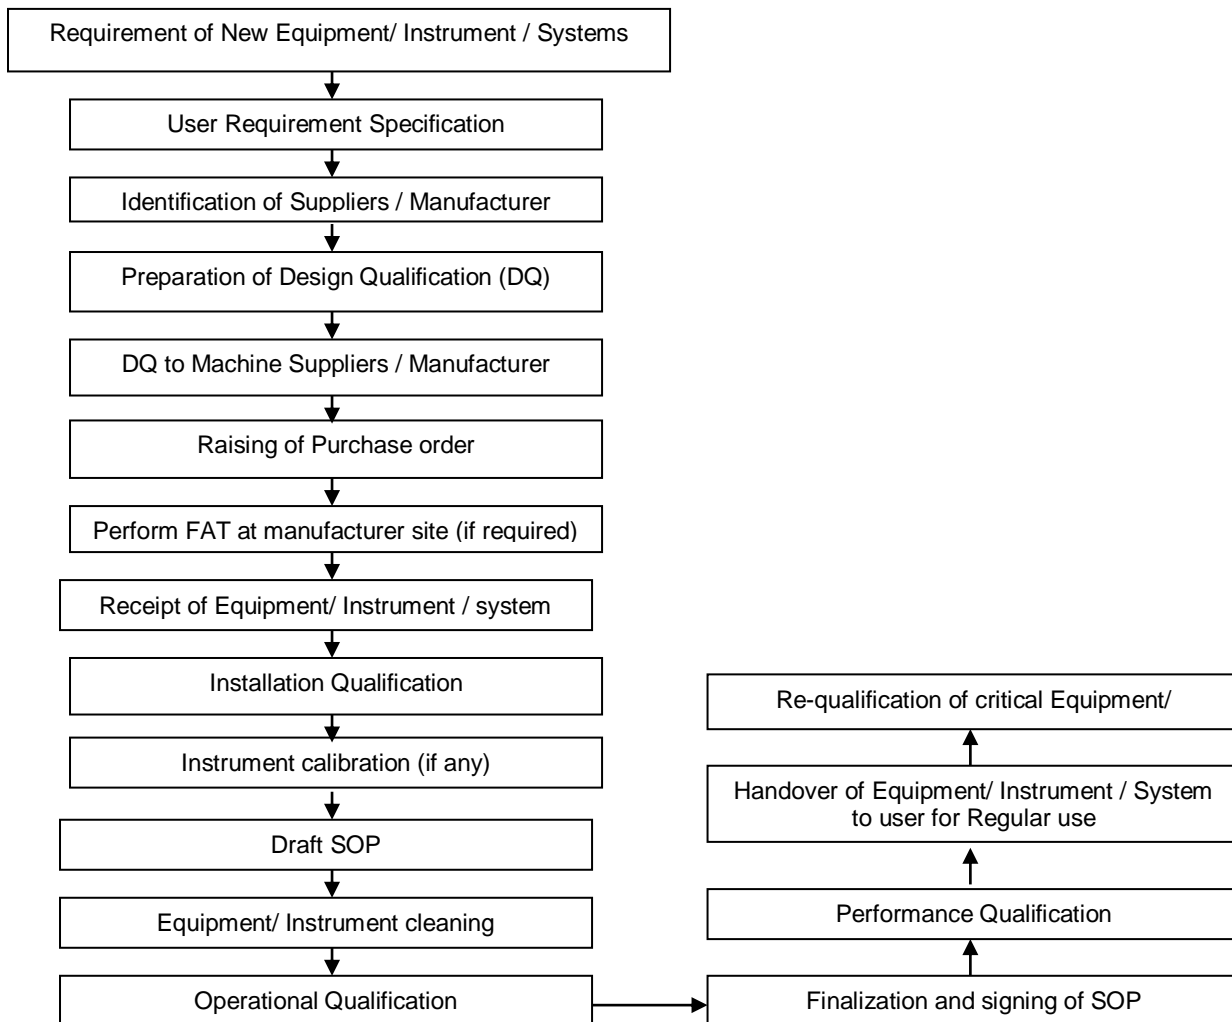 Requirement of New Equipment/ Instrument / Systems
User Requirement Specification
Identification of Suppliers / Manufacturer
Preparation of Design Qualification (DQ)
DQ to Machine Suppliers / Manufacturer
Raising of Purchase order
Perform FAT at manufacturer site (if required)
Receipt of Equipment/ Instrument / system
Installation Qualification
Instrument calibration (if any)
Draft SOP
Equipment/ Instrument cleaning
Operational Qualification
Finalization and signing of SOP
Performance Qualification
Handover of Equipment/ Instrument / System
to user for Regular use
Re-qualification of critical Equipment/